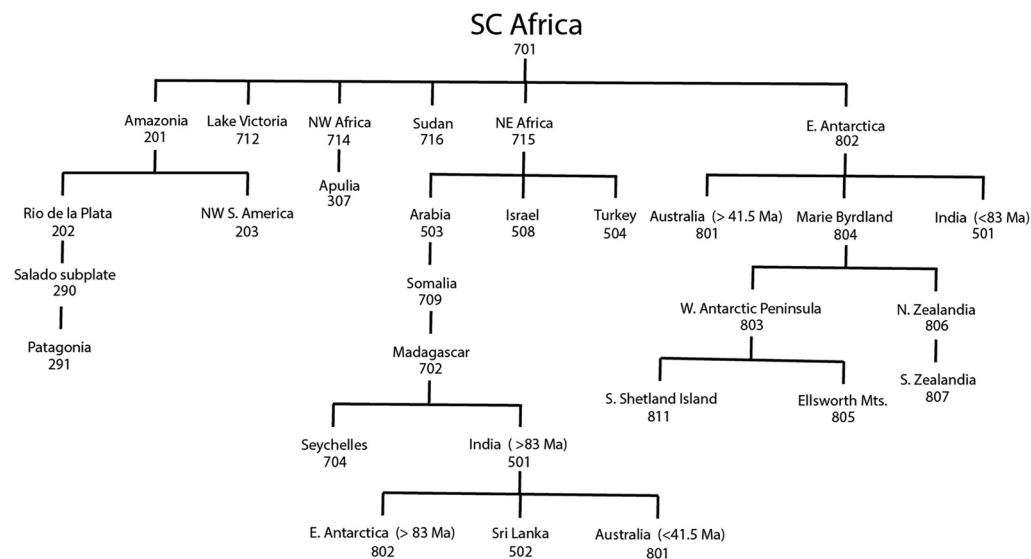 SC Africa
701
Amazonia
201
Lake Victoria
712
NW Africa
714
Sudan
716
NE Africa
715
E. Antarctica
802
Apulia
307
Rio de la Plata
202
NW S. America
203
Arabia
503
Israel
508
Turkey
504
Australia (> 41.5 Ma)
801
Marie Byrdland
804
India (<83 Ma)
501
Salado subplate
290
Somalia
709
W. Antarctic Peninsula
803
N. Zealandia
806
Patagonia
291
Madagascar
702
S. Zealandia
807
S. Shetland Island
811
Ellsworth Mts.
805
Seychelles
704
India ( >83 Ma)
501
E. Antarctica (> 83 Ma)
802
Sri Lanka
502
Australia (<41.5 Ma)
801